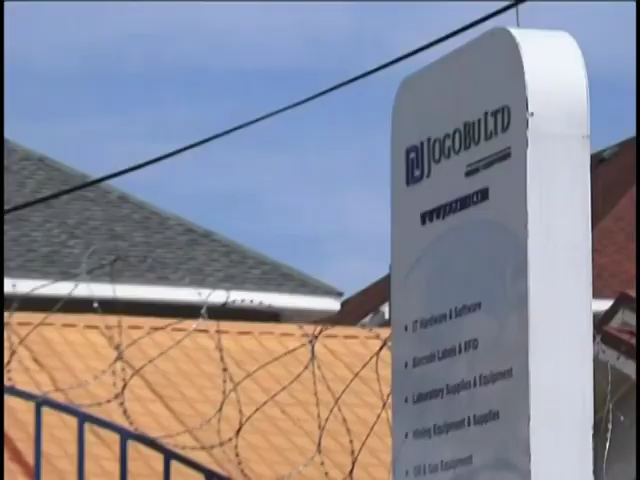 JOGOBU LTD
• IT Hardware & Software
• Barcode Labels & RFID
• Laboratory Supplies & Equipment
• Mining Equipment & Supplies
• Oil & Gas Equipment